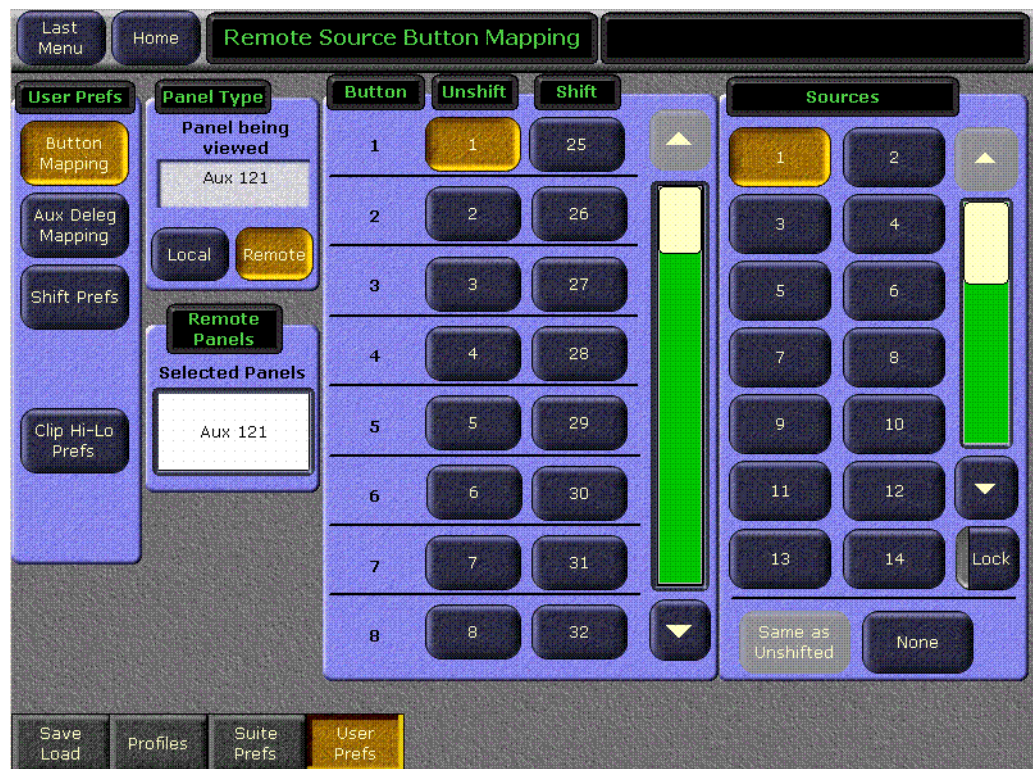 Last
Menu
Home
Remote Source Button Mapping
User Prefs
Button
Mapping
Aux Deleg
Mapping
Shift Prefs
Clip Hi-Lo
Prefs
Panel Type
Panel being
viewed
Aux 121
Local
Remote
Remote
Panels
Selected Panels
Aux 121
Button Unshift Shift
1 1 25
2 2 26
3 3 27
4 4 28
5 5 29
6 6 30
7 7 31
8 8 32
Sources
1 2
3 4
5 6
7 8
9 10
11 12
13 14
Lock
Same as
Unshifted
None
Save
Load
Profiles
Suite
Prefs
User
Prefs